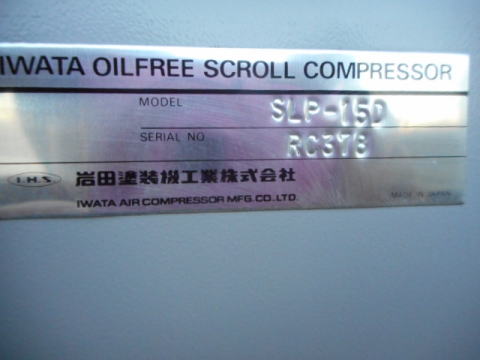 IWATA OILFREE SCROLL COMPRESSOR
MODEL SLP-15D
SERIAL NO RC378
I.H.S 岩田塗装機工業株式会社
IWATA AIR COMPRESSOR MFG.CO.,LTD. MADE IN JAPAN